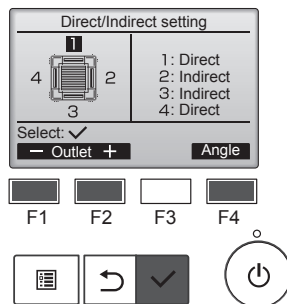 Direct/Indirect setting
1
4
2
3
1: Direct
2: Indirect
3: Indirect
4: Direct
Select:
− Outlet + Angle
F1 F2 F3 F4